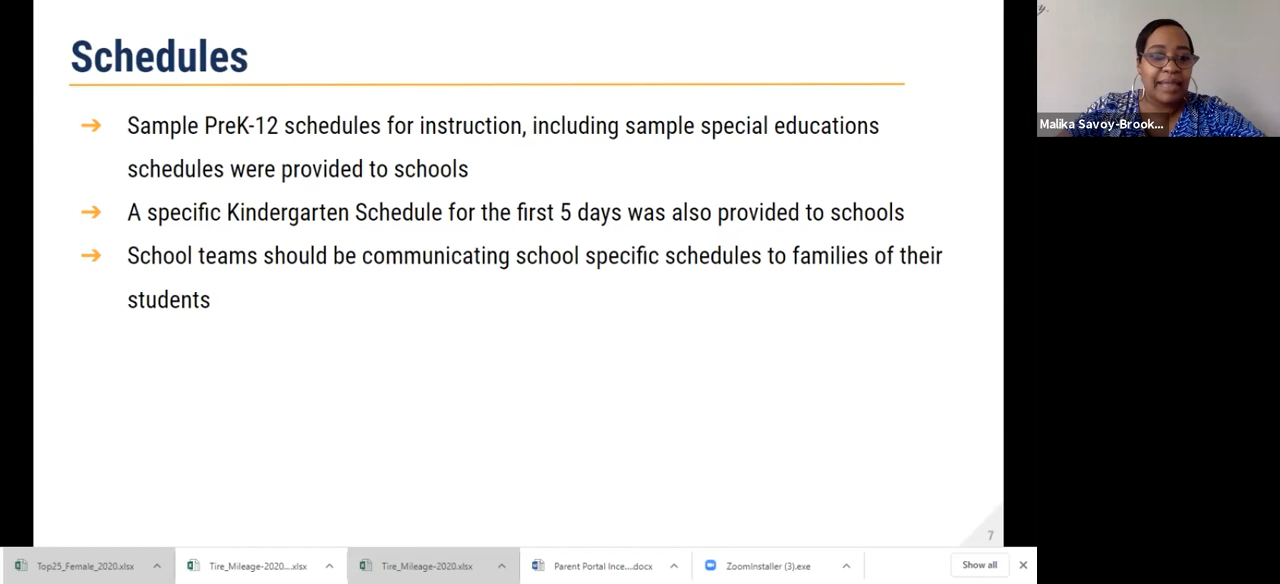 Schedules
Sample PreK-12 schedules for instruction, including sample special educations
schedules were provided to schools
A specific Kindergarten Schedule for the first 5 days was also provided to schools
School teams should be communicating school specific schedules to families of their
students
7
y.
Malika Savoy-Brook...
Top25_Female_2020.xlsx
Tire_Mileage-2020....xlsx
Tire_Mileage-2020.xlsx
Parent Portal Ince....docx
ZoomInstaller (3).exe
Show all